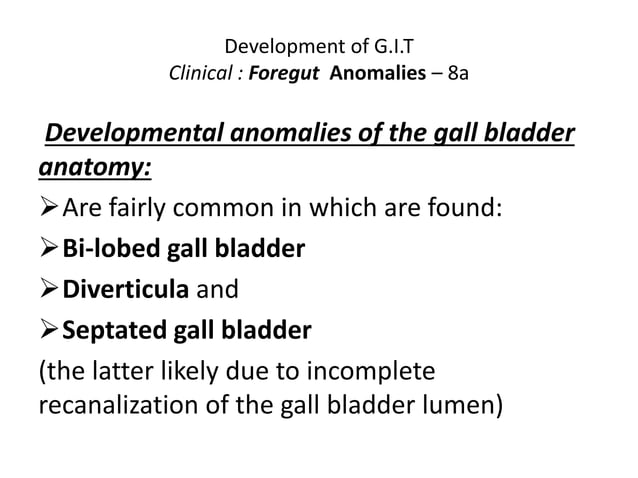 Development of G.I.T
Clinical : Foregut Anomalies – 8a
Developmental anomalies of the gall bladder
anatomy:
➢Are fairly common in which are found:
➢Bi-lobed gall bladder
➢Diverticula and
➢Septated gall bladder
(the latter likely due to incomplete
recanalization of the gall bladder lumen)